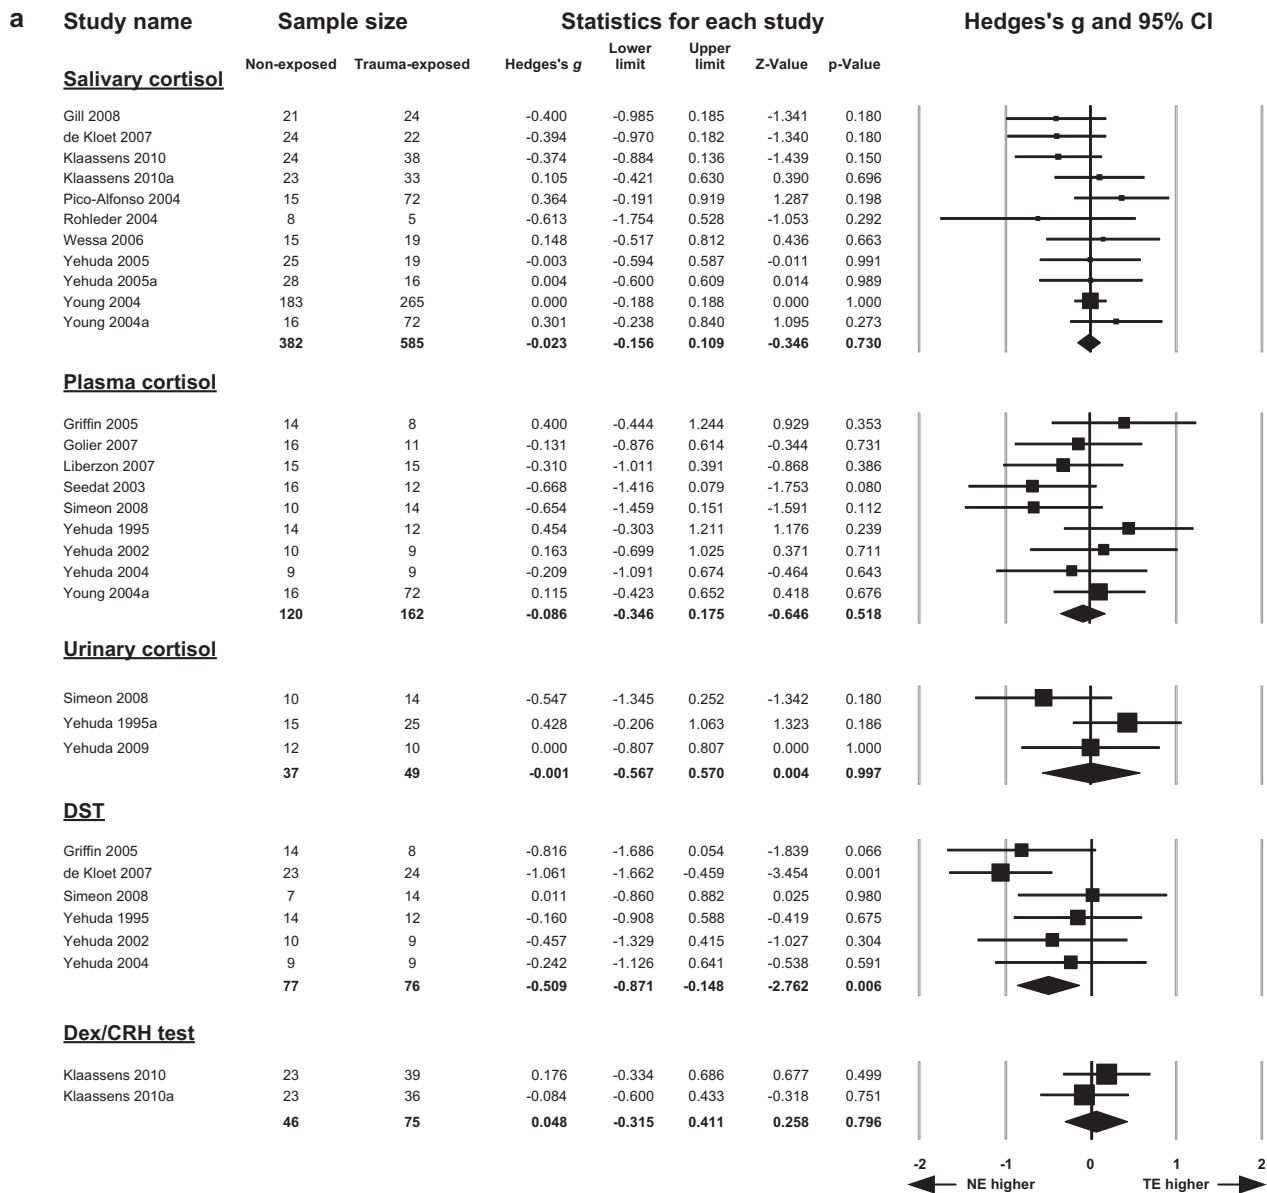 a Study name Sample size Statistics for each study Hedges's g and 95% CI
Non-exposed Trauma-exposed Hedges's g Lower limit Upper limit Z-Value p-Value
Salivary cortisol
Gill 2008 21 24 -0.400 -0.985 0.185 -1.341 0.180
de Kloet 2007 24 22 -0.394 -0.970 0.182 -1.340 0.180
Klaassens 2010 24 38 -0.374 -0.884 0.136 -1.439 0.150
Klaassens 2010a 23 33 0.105 -0.421 0.630 0.390 0.696
Pico-Alfonso 2004 15 72 0.364 -0.191 0.919 1.287 0.198
Rohleder 2004 8 5 -0.613 -1.754 0.528 -1.053 0.292
Wessa 2006 15 19 0.148 -0.517 0.812 0.436 0.663
Yehuda 2005 25 19 -0.003 -0.594 0.587 -0.011 0.991
Yehuda 2005a 28 16 0.004 -0.600 0.609 0.014 0.989
Young 2004 183 265 0.000 -0.188 0.188 0.000 1.000
Young 2004a 16 72 0.301 -0.238 0.840 1.095 0.273
382 585 -0.023 -0.156 0.109 -0.346 0.730
Plasma cortisol
Griffin 2005 14 8 0.400 -0.444 1.244 0.929 0.353
Golier 2007 16 11 -0.131 -0.876 0.614 -0.344 0.731
Liberzon 2007 15 15 -0.310 -1.011 0.391 -0.868 0.386
Seedat 2003 16 12 -0.668 -1.416 0.079 -1.753 0.080
Simeon 2008 10 14 -0.654 -1.459 0.151 -1.591 0.112
Yehuda 1995 14 12 0.454 -0.303 1.211 1.176 0.239
Yehuda 2002 10 9 0.163 -0.699 1.025 0.371 0.711
Yehuda 2004 9 9 -0.209 -1.091 0.674 -0.464 0.643
Young 2004a 16 72 0.115 -0.423 0.652 0.418 0.676
120 162 -0.086 -0.346 0.175 -0.646 0.518
Urinary cortisol
Simeon 2008 10 14 -0.547 -1.345 0.252 -1.342 0.180
Yehuda 1995a 15 25 0.428 -0.206 1.063 1.323 0.186
Yehuda 2009 12 10 0.000 -0.807 0.807 0.000 1.000
37 49 -0.001 -0.567 0.570 0.004 0.997
DST
Griffin 2005 14 8 -0.816 -1.686 0.054 -1.839 0.066
de Kloet 2007 23 24 -1.061 -1.662 -0.459 -3.454 0.001
Simeon 2008 7 14 0.011 -0.860 0.882 0.025 0.980
Yehuda 1995 14 12 -0.160 -0.908 0.588 -0.419 0.675
Yehuda 2002 10 9 -0.457 -1.329 0.415 -1.027 0.304
Yehuda 2004 9 9 -0.242 -1.126 0.641 -0.538 0.591
77 76 -0.509 -0.871 -0.148 -2.762 0.006
Dex/CRH test
Klaassens 2010 23 39 0.176 -0.334 0.686 0.677 0.499
Klaassens 2010a 23 36 -0.084 -0.600 0.433 -0.318 0.751
46 75 0.048 -0.315 0.411 0.258 0.796
-2 -1 0 1 2
NE higher TE higher